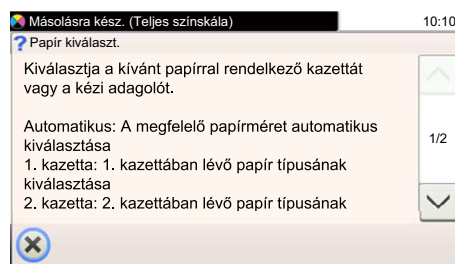 Másolásra kész. (Teljes színskála)
10:10
Papír kiválaszt.
Kiválasztja a kívánt papírral rendelkező kazettát
vagy a kézi adagolót.
Automatikus: A megfelelő papírméret automatikus
kiválasztása
1. kazetta: 1. kazettában lévő papír típusának
kiválasztása
2. kazetta: 2. kazettában lévő papír típusának
1/2